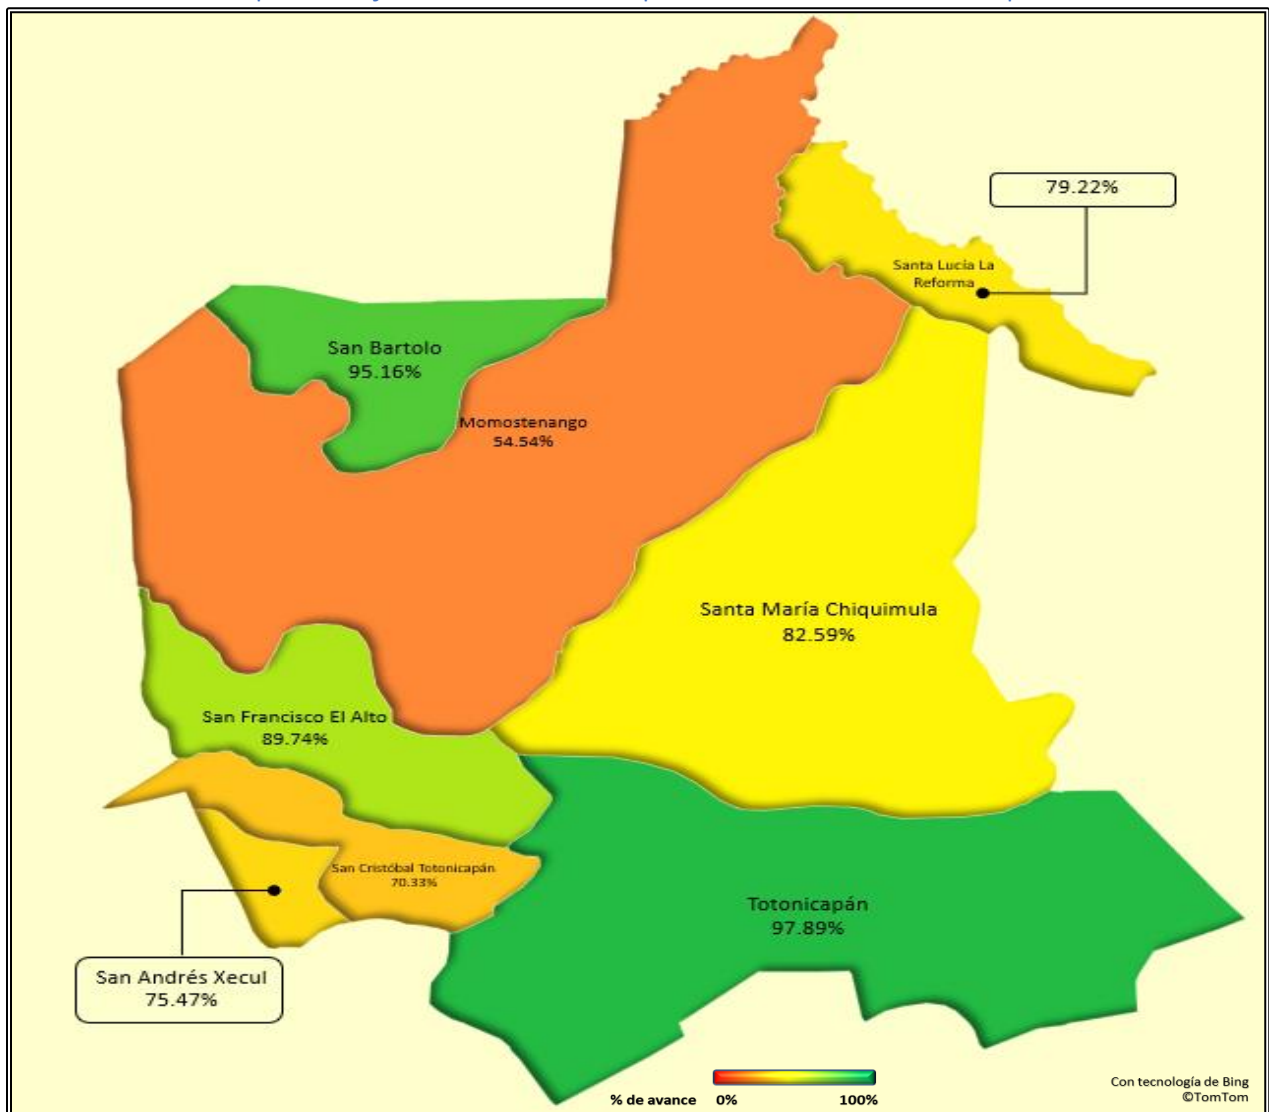 79.22%
Santa Lucía La
Reforma
San Bartolo
95.16%
Momostenango
54.54%
Santa María Chiquimula
82.59%
San Francisco El Alto
89.74%
San Cristóbal Totonicapán
70.33%
Totonicapán
97.89%
San Andrés Xecul
75.47%
% de avance 0% 100%
Con tecnología de Bing
©TomTom